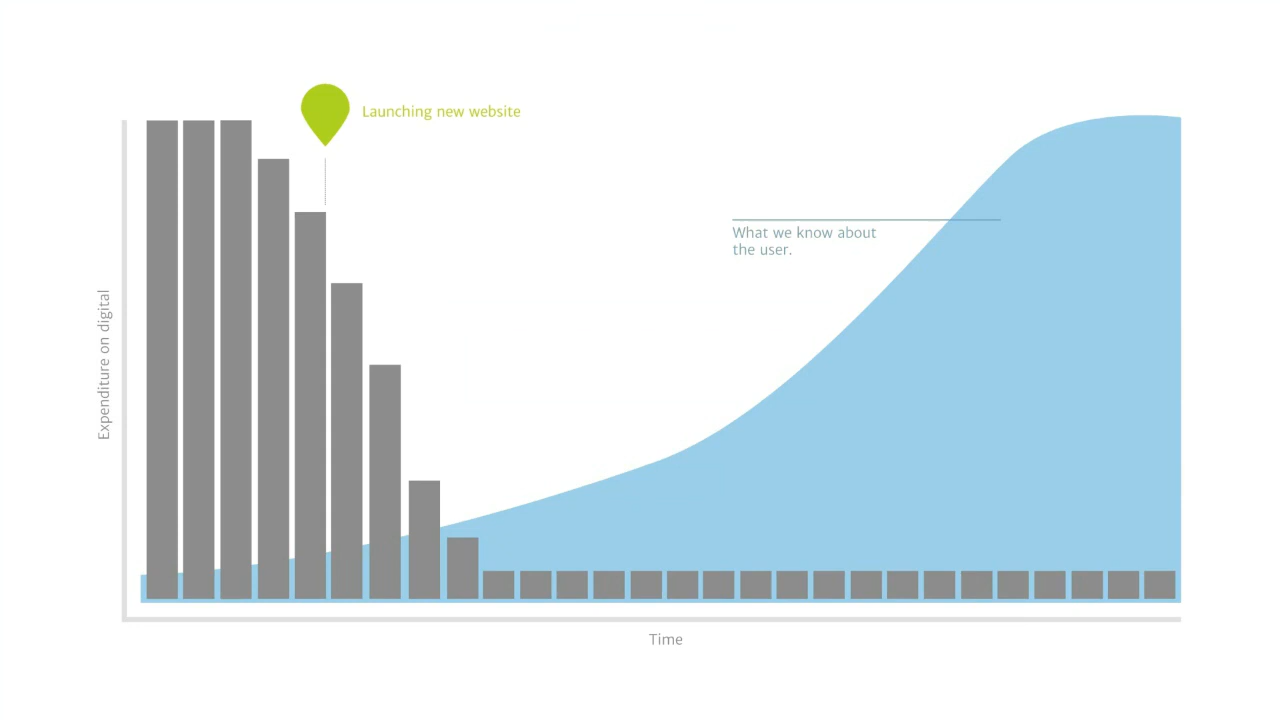 Launching new website
What we know about
the user.
Expenditure on digital
Time